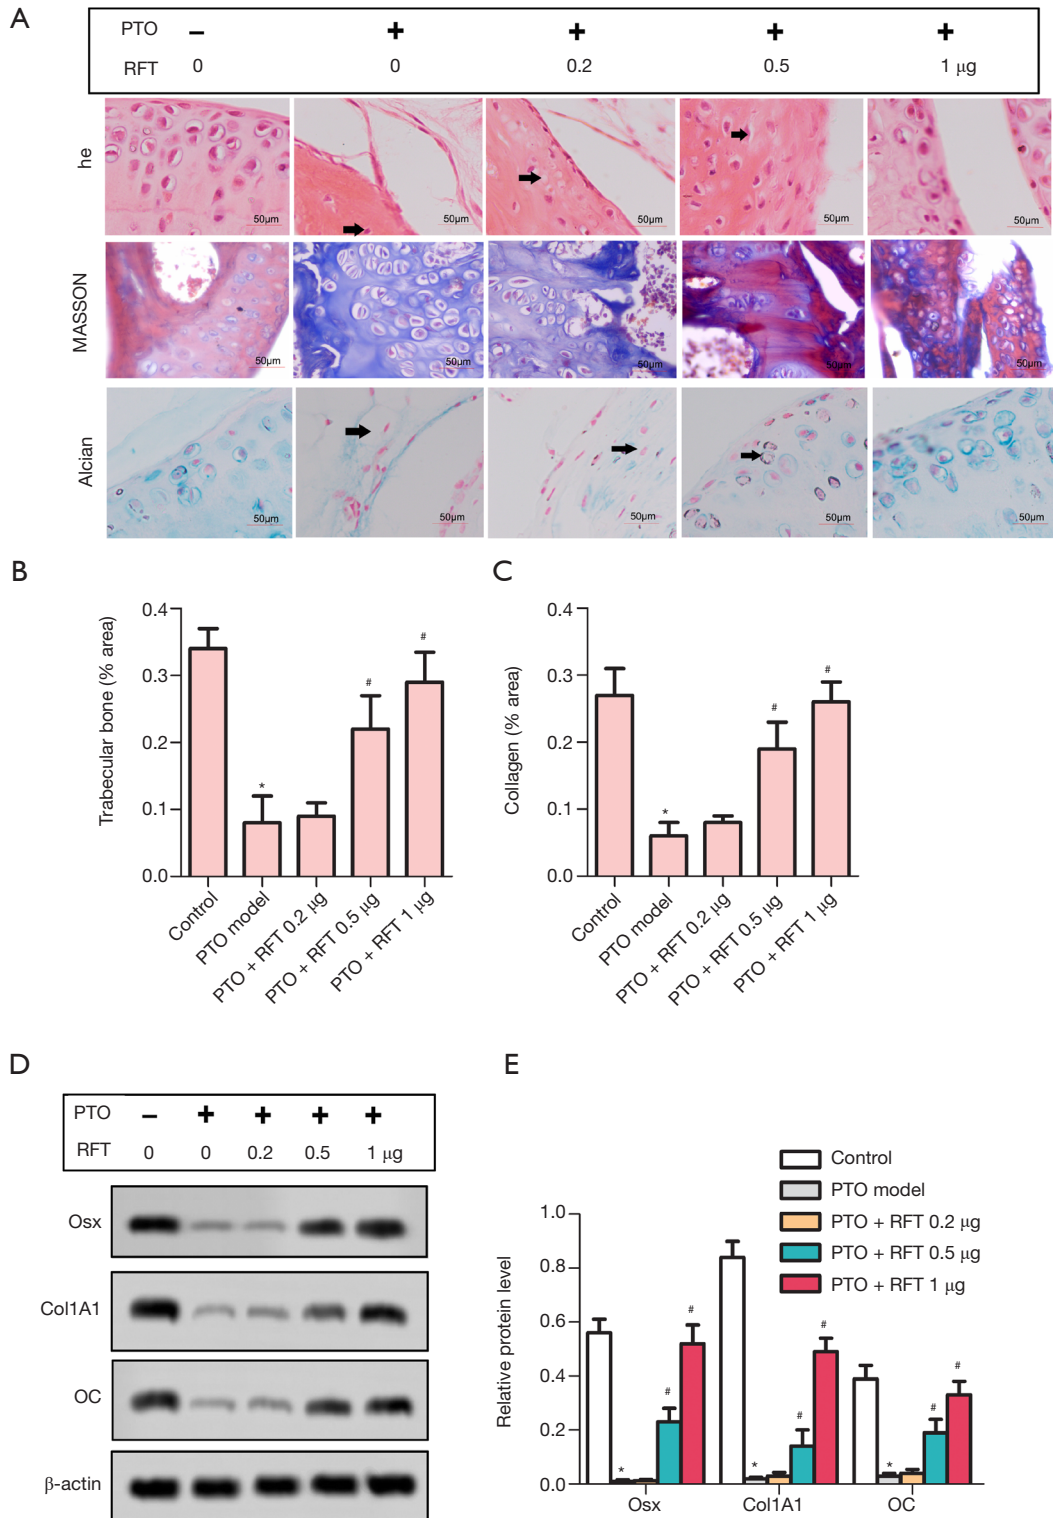 A
PTO − + + + +
RFT 0 0 0.2 0.5 1 μg
he
50μm 50μm 50μm 50μm 50μm
MASSON
50μm 50μm 50μm 50μm 50μm
Alcian
50μm 50μm 50μm 50μm 50μm
B
Trabecular bone (% area)
0.4
0.3
0.2
0.1
0.0
*
#
#
Control
PTO model
PTO + RFT 0.2 μg
PTO + RFT 0.5 μg
PTO + RFT 1 μg
C
Collagen (% area)
0.4
0.3
0.2
0.1
0.0
*
#
#
Control
PTO model
PTO + RFT 0.2 μg
PTO + RFT 0.5 μg
PTO + RFT 1 μg
D
PTO − + + + +
RFT 0 0 0.2 0.5 1 μg
Osx
Col1A1
OC
β-actin
E
Control
PTO model
PTO + RFT 0.2 μg
PTO + RFT 0.5 μg
PTO + RFT 1 μg
Relative protein level
1.0
0.8
0.6
0.4
0.2
0.0
* # #
* # #
* # #
Osx Col1A1 OC